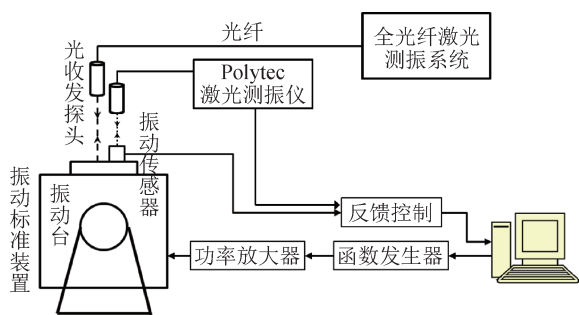 光纤
全光纤激光
测振系统
光收发探头
Polytec
激光测振仪
振动传感器
振动标准装置
振动台
反馈控制
功率放大器
函数发生器